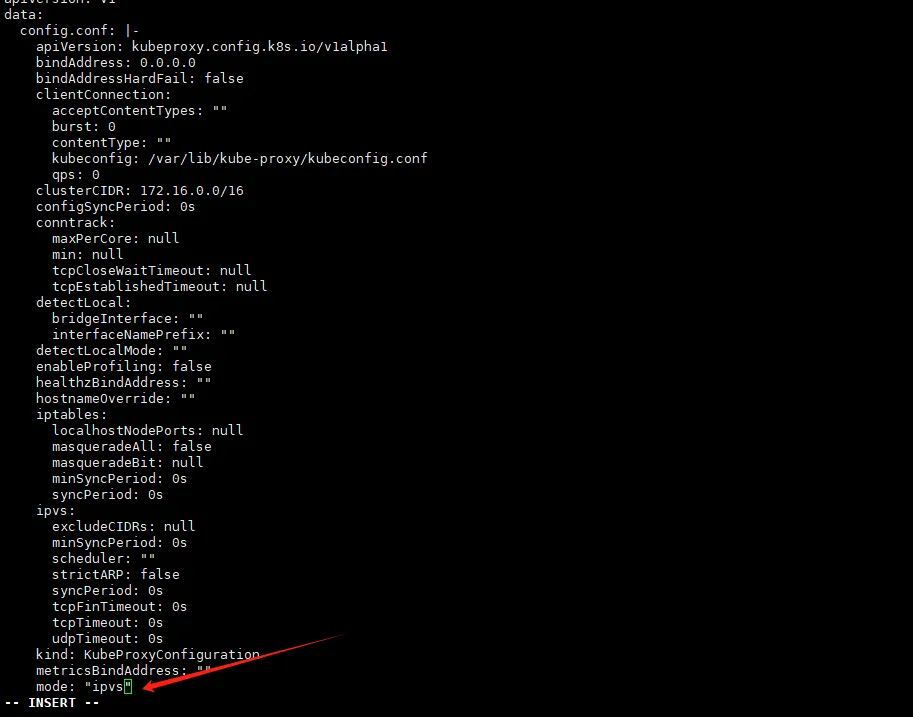 apiVersion: v1
data:
  config.conf: |-
    apiVersion: kubeproxy.config.k8s.io/v1alpha1
    bindAddress: 0.0.0.0
    bindAddressHardFail: false
    clientConnection:
      acceptContentTypes: ""
      burst: 0
      contentType: ""
      kubeconfig: /var/lib/kube-proxy/kubeconfig.conf
      qps: 0
    clusterCIDR: 172.16.0.0/16
    configSyncPeriod: 0s
    conntrack:
      maxPerCore: null
      min: null
      tcpCloseWaitTimeout: null
      tcpEstablishedTimeout: null
    detectLocal:
      bridgeInterface: ""
      interfaceNamePrefix: ""
    detectLocalMode: ""
    enableProfiling: false
    healthzBindAddress: ""
    hostnameOverride: ""
    iptables:
      localhostNodePorts: null
      masqueradeAll: false
      masqueradeBit: null
      minSyncPeriod: 0s
      syncPeriod: 0s
    ipvs:
      excludeCIDRs: null
      minSyncPeriod: 0s
      scheduler: ""
      strictARP: false
      syncPeriod: 0s
      tcpFinTimeout: 0s
      tcpTimeout: 0s
      udpTimeout: 0s
    kind: KubeProxyConfiguration
    metricsBindAddress: ""
    mode: "ipvs"
-- INSERT --